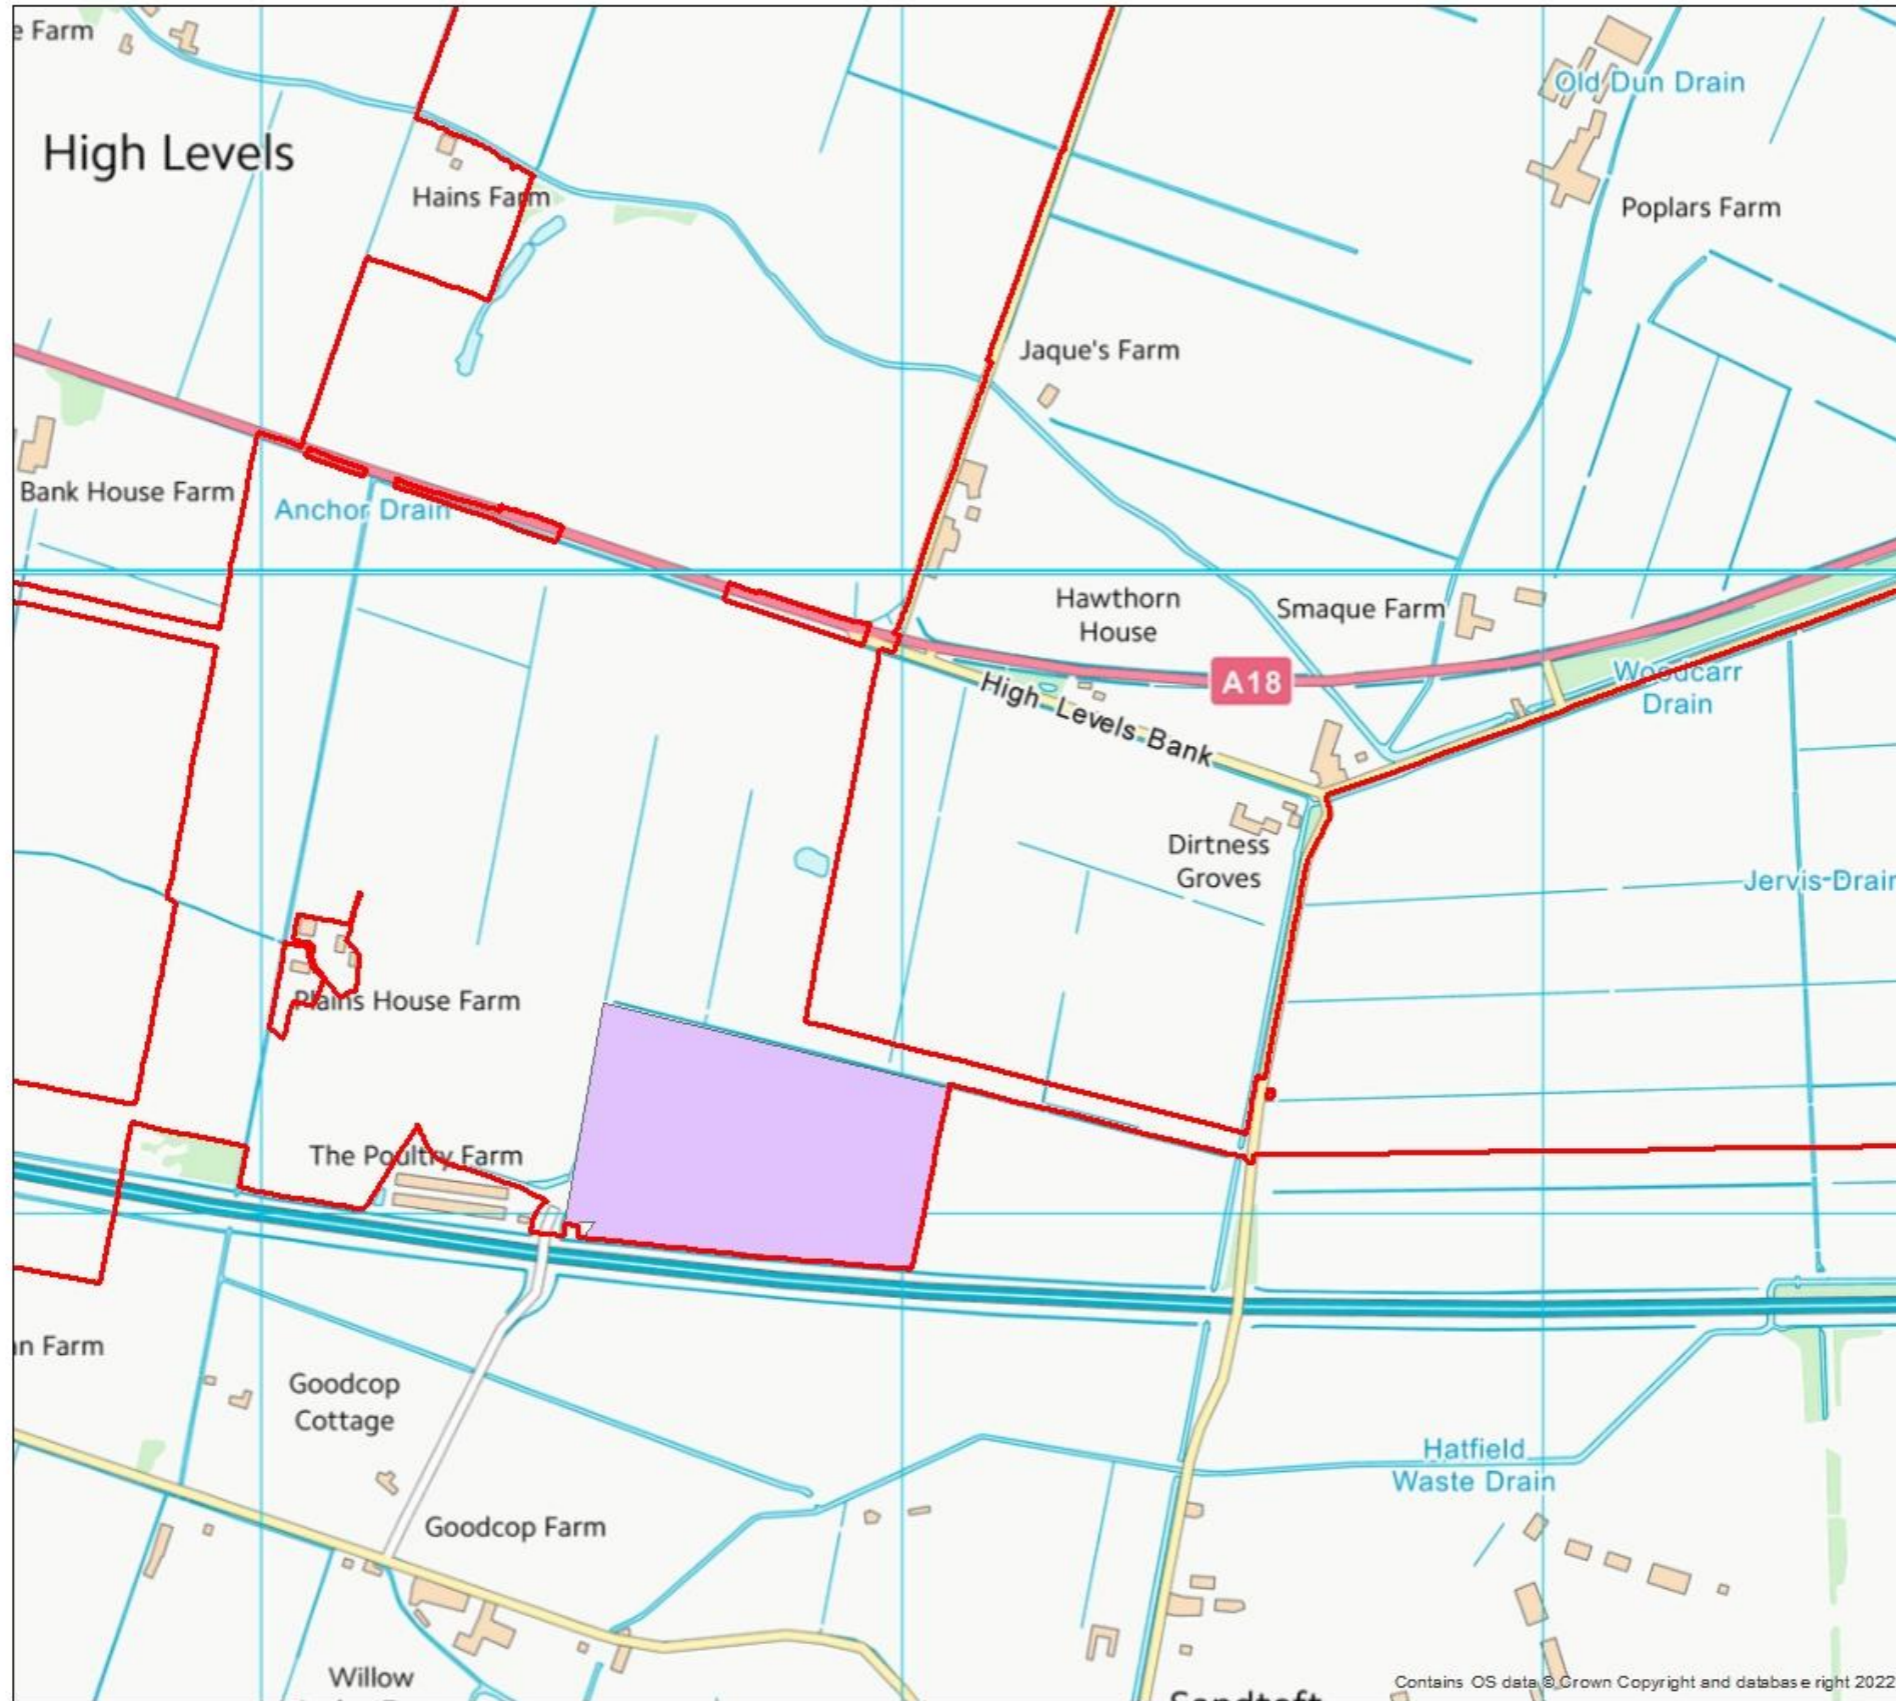 e Farm
Old Dun Drain
High Levels
Hains Farm
Poplars Farm
Jaque's Farm
Bank House Farm
Anchor Drain
Hawthorn
House
Smaque Farm
A18
Woodcarr
Drain
High Levels Bank
Dirtness
Groves
Jervis Drain
Plains House Farm
The Poultry Farm
n Farm
Goodcop
Cottage
Hatfield
Waste Drain
Goodcop Farm
Willow
Sandtoft
Contains OS data © Crown Copyright and database right 2022